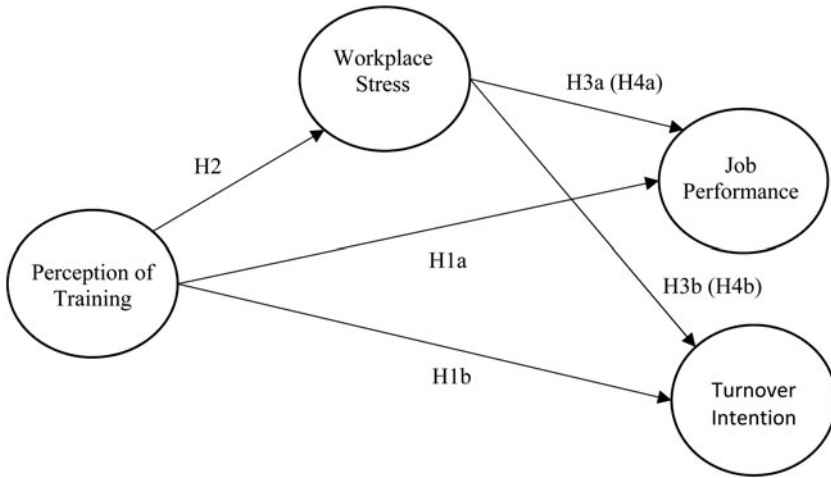 Workplace
Stress
H3a (H4a)
H2
Job
Performance
H1a
Perception of
Training
H3b (H4b)
H1b
Turnover
Intention